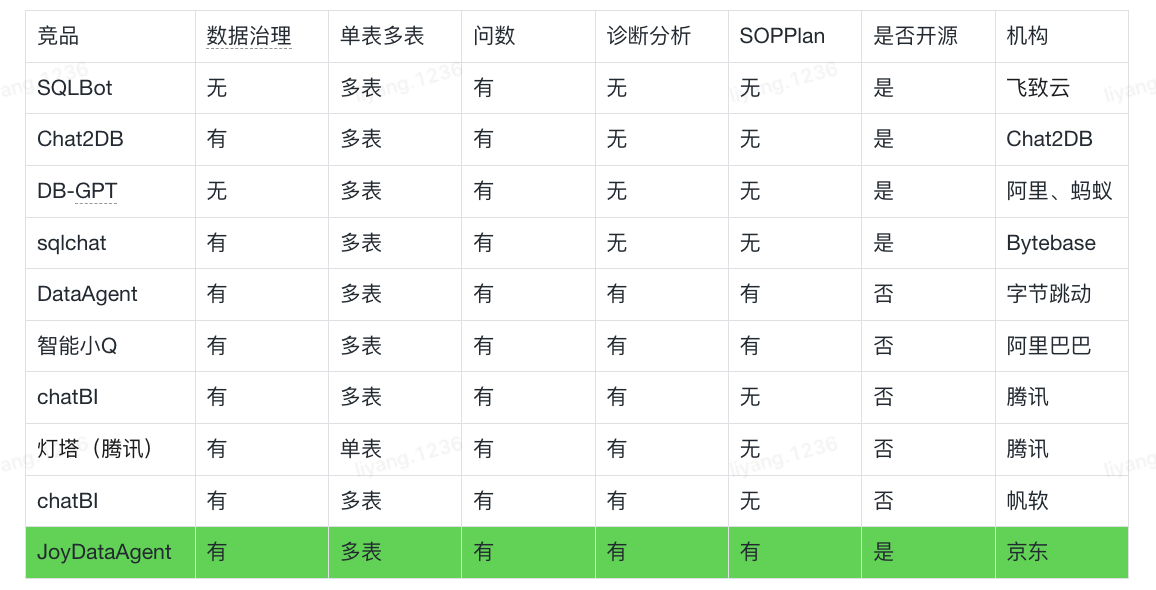 竞品 数据治理 单表多表 问数 诊断分析 SOPPlan 是否开源 机构
SQLBot 无 多表 有 无 无 是 飞致云
Chat2DB 有 多表 有 无 无 是 Chat2DB
DB-GPT 无 多表 有 无 无 是 阿里、蚂蚁
sqlchat 有 多表 有 无 无 是 Bytebase
DataAgent 有 多表 有 有 有 否 字节跳动
智能小Q 有 多表 有 有 有 否 阿里巴巴
chatBI 有 多表 有 有 无 否 腾讯
灯塔（腾讯） 有 单表 有 有 无 否 腾讯
chatBI 有 多表 有 有 无 否 帆软
JoyDataAgent 有 多表 有 有 有 是 京东
liyang.1236
liyang.1236
liyang.1236
liyang.1236